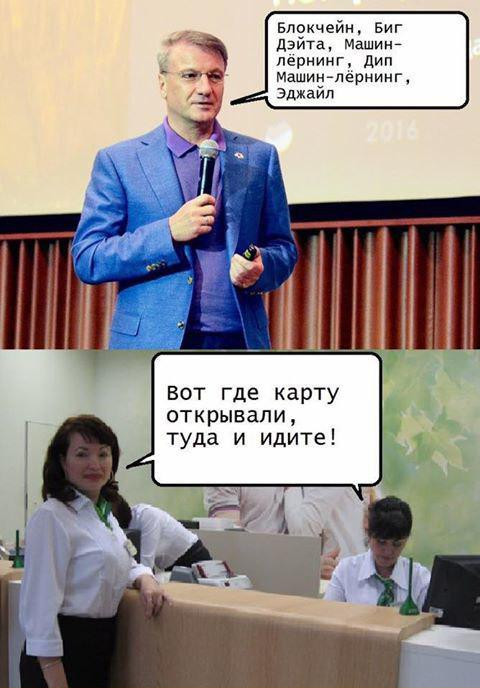 Блокчейн, Биг
Дэйта, Машин-
лёрнинг, Дип
Машин-лёрнинг,
Эджайл
2016
Вот где карту
открывали,
туда и идите!